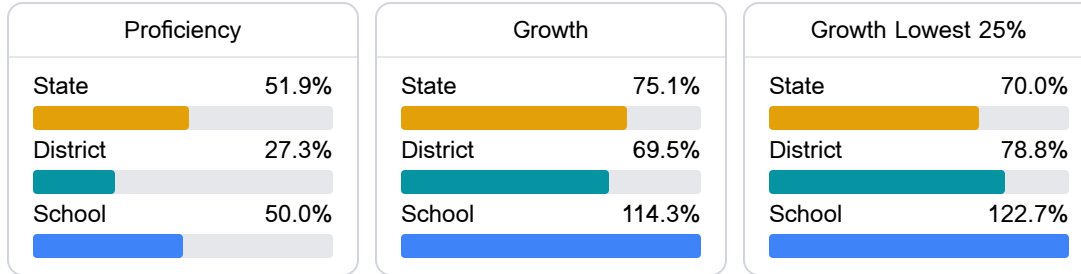 Proficiency
State 51.9%
District 27.3%
School 50.0%
Growth
State 75.1%
District 69.5%
School 114.3%
Growth Lowest 25%
State 70.0%
District 78.8%
School 122.7%